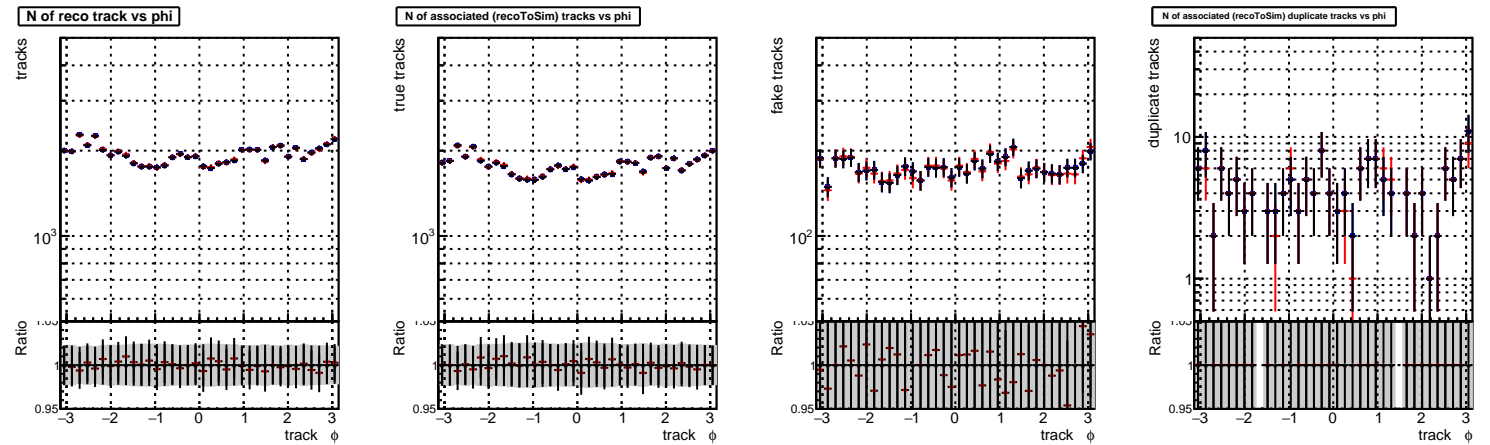 N of reco track vs phi
tracks
10³
Ratio
1.05
1
0.95
−3 −2 −1 0 1 2 3
track ϕ
N of associated (recoToSim) tracks vs phi
true tracks
10³
Ratio
1.05
1
0.95
−3 −2 −1 0 1 2 3
track ϕ
fake tracks
10²
Ratio
1.05
1
0.95
−3 −2 −1 0 1 2 3
track ϕ
N of associated (recoToSim) duplicate tracks vs phi
duplicate tracks
10
1
Ratio
1.05
1
0.95
−3 −2 −1 0 1 2 3
track ϕ